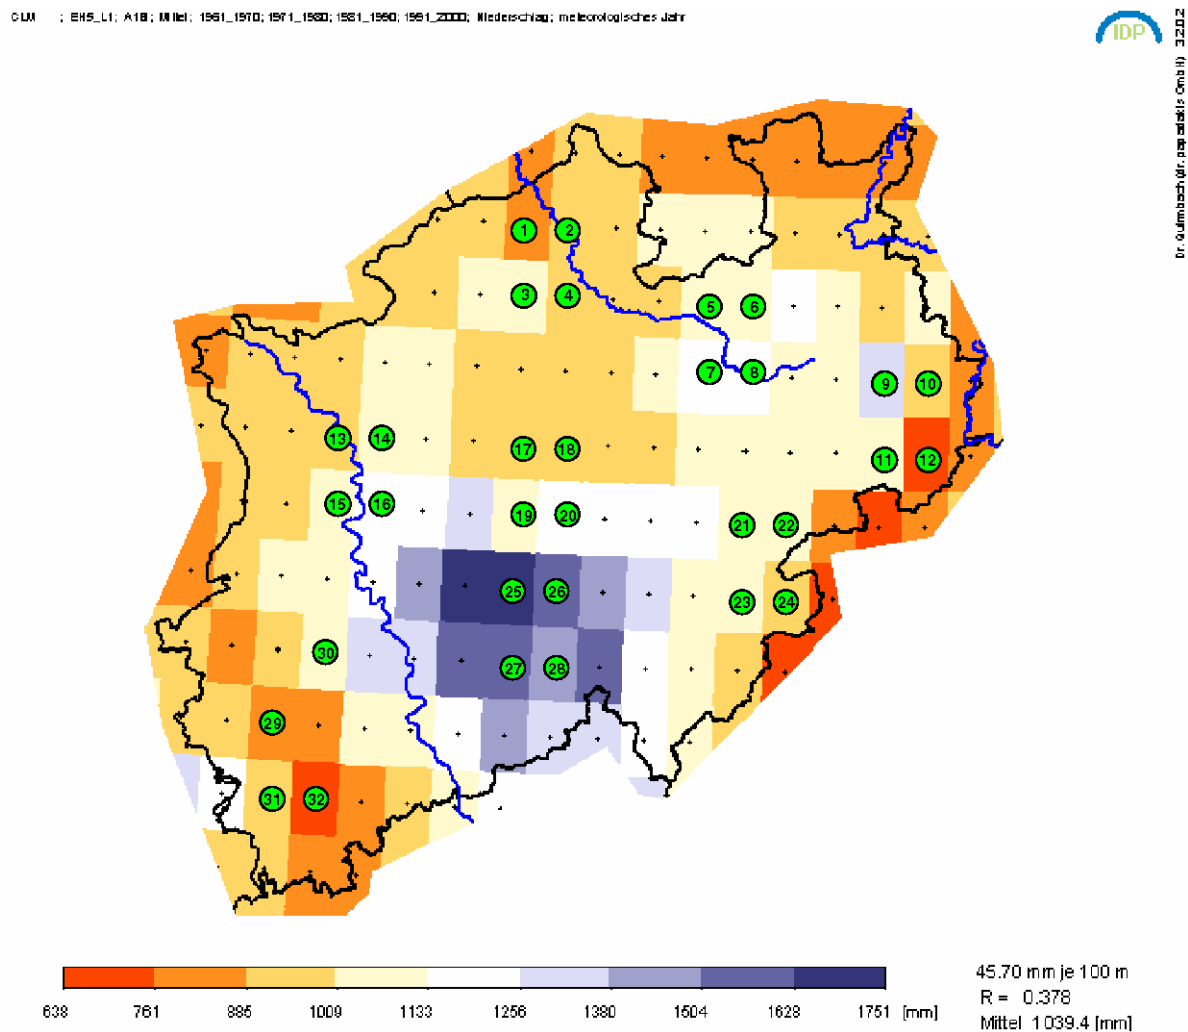 CLM ; EH5_L1; A1B; Mittel; 1961_1970; 1971_1980; 1981_1990; 1991_2000; Niederschlag; meteorologisches Jahr
IDP
1 2
3 4 5 6
7 8
9 10
13 14 17 18 11 12
15 16 19 20 21 22
25 26 23 24
30 27 28
29
31 32
638 761 885 1009 1133 1256 1380 1504 1628 1751 [mm]
45.70 mm je 100 m
R = 0.378
Mittel 1039.4 [mm]